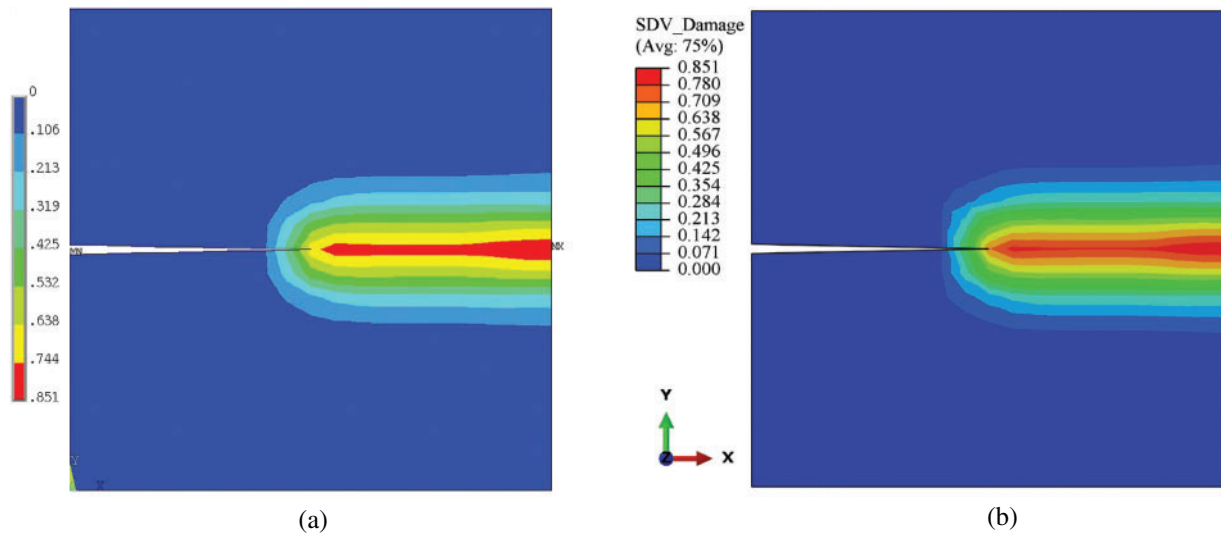 0
.106
.213
.319
.425
.532
.638
.744
.851
MN
MX
Y
X
(a)
SDV_Damage
(Avg: 75%)
0.851
0.780
0.709
0.638
0.567
0.496
0.425
0.354
0.284
0.213
0.142
0.071
0.000
Y
Z
X
(b)